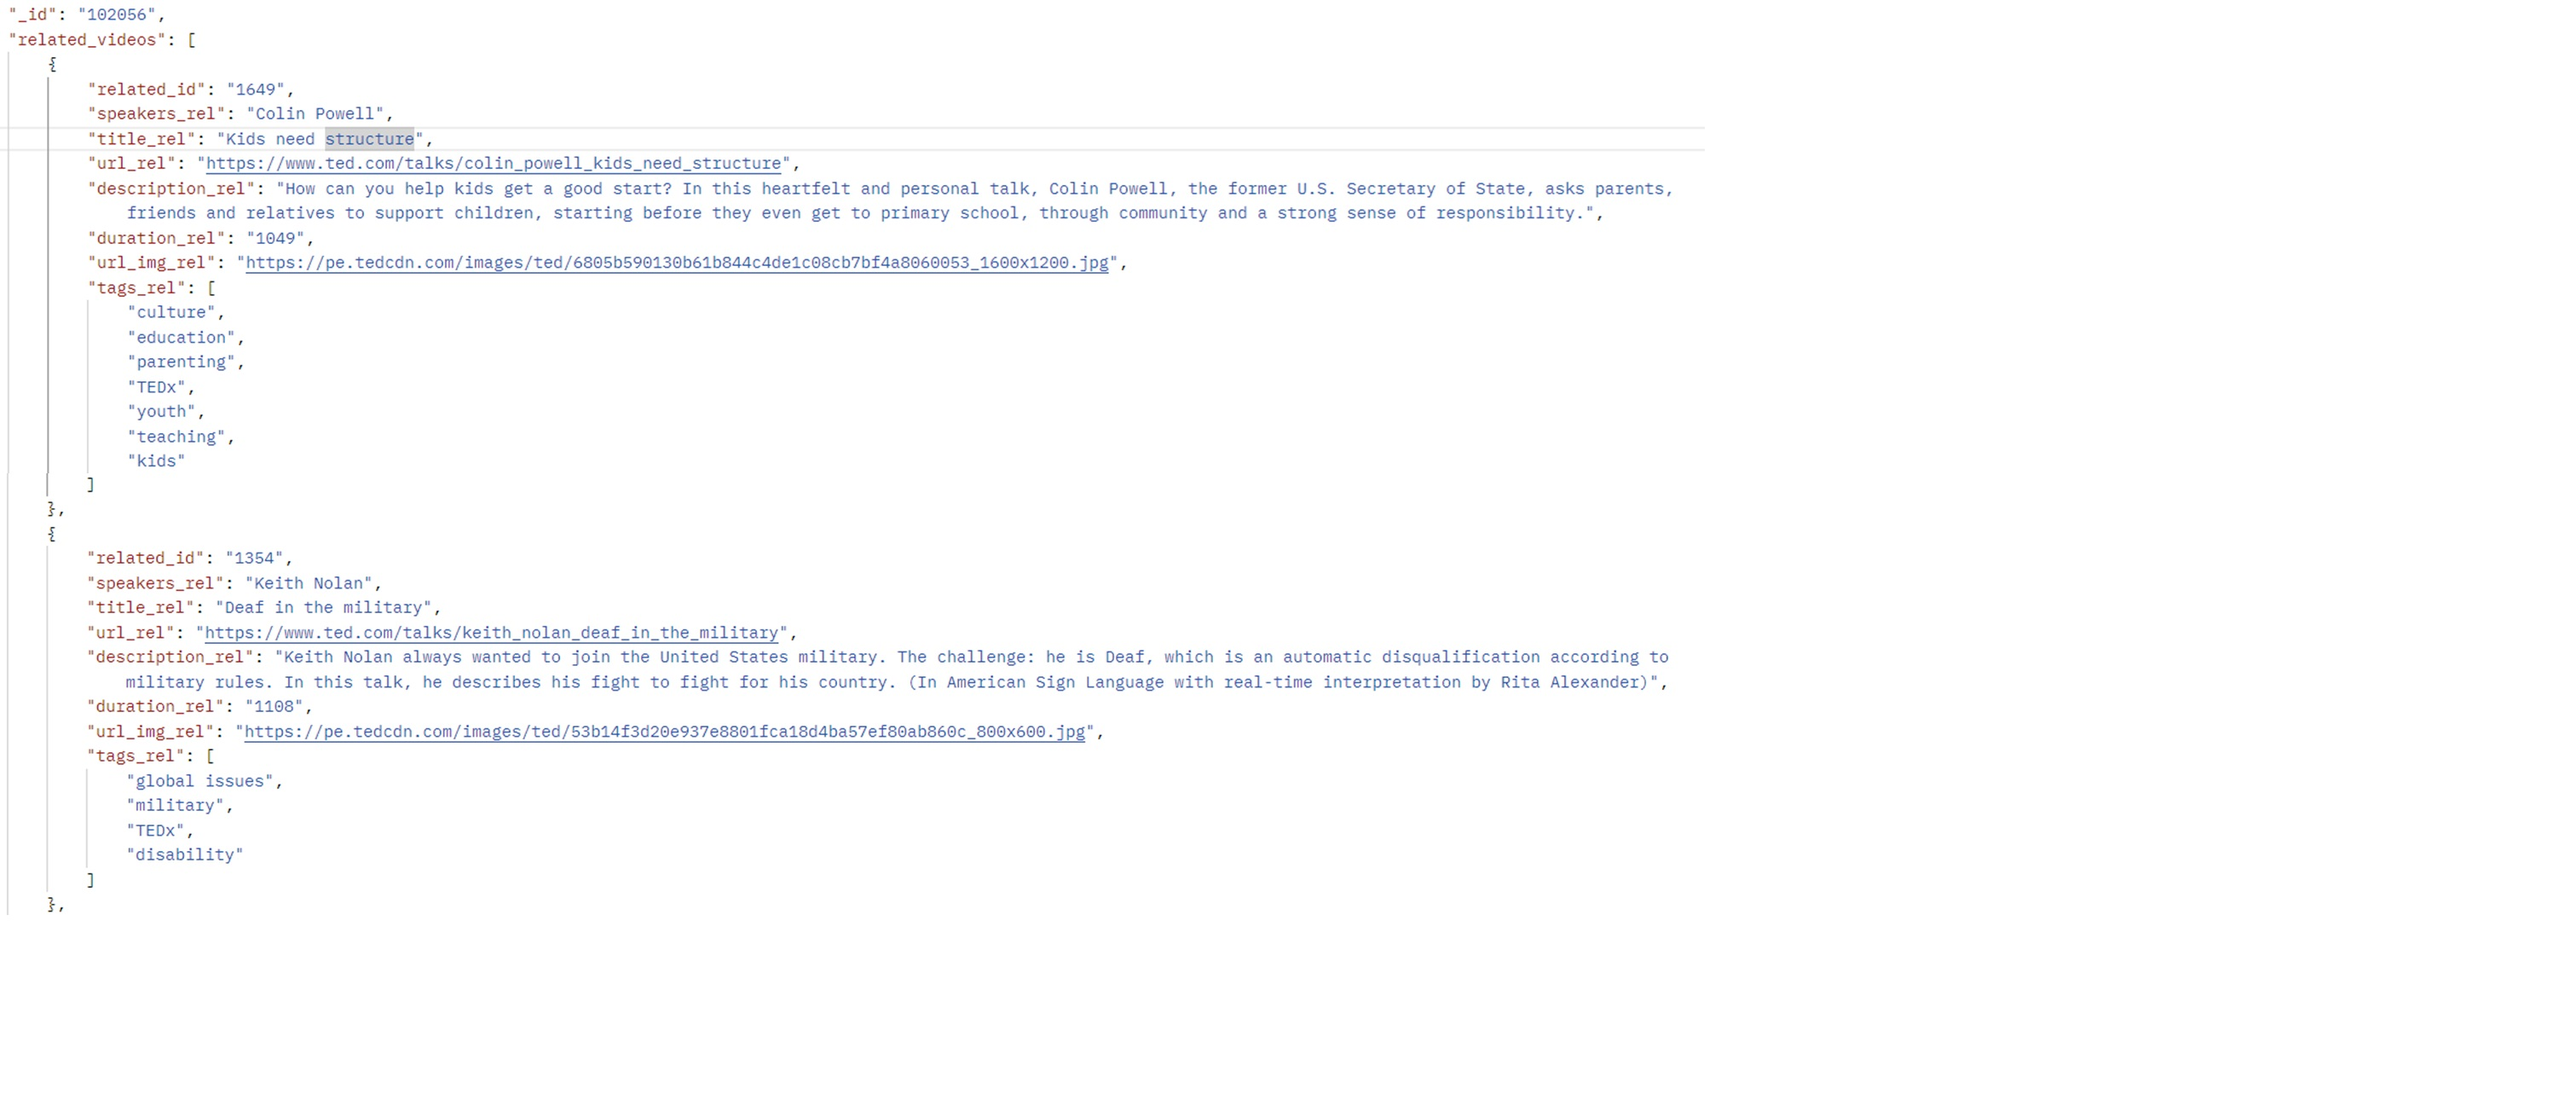 "_id": "102056",
"related_videos": [
{
"related_id": "1649",
"speakers_rel": "Colin Powell",
"title_rel": "Kids need structure",
"url_rel": "https://www.ted.com/talks/colin_powell_kids_need_structure",
"description_rel": "How can you help kids get a good start? In this heartfelt and personal talk, Colin Powell, the former U.S. Secretary of State, asks parents,
friends and relatives to support children, starting before they even get to primary school, through community and a strong sense of responsibility.",
"duration_rel": "1049",
"url_img_rel": "https://pe.tedcdn.com/images/ted/6805b590130b61b844c4de1c08cb7bf4a8060053_1600x1200.jpg",
"tags_rel": [
"culture",
"education",
"parenting",
"TEDx",
"youth",
"teaching",
"kids"
]
},
{
"related_id": "1354",
"speakers_rel": "Keith Nolan",
"title_rel": "Deaf in the military",
"url_rel": "https://www.ted.com/talks/keith_nolan_deaf_in_the_military",
"description_rel": "Keith Nolan always wanted to join the United States military. The challenge: he is Deaf, which is an automatic disqualification according to
military rules. In this talk, he describes his fight to fight for his country. (In American Sign Language with real-time interpretation by Rita Alexander)",
"duration_rel": "1108",
"url_img_rel": "https://pe.tedcdn.com/images/ted/53b14f3d20e937e8801fca18d4ba57ef80ab860c_800x600.jpg",
"tags_rel": [
"global issues",
"military",
"TEDx",
"disability"
]
},